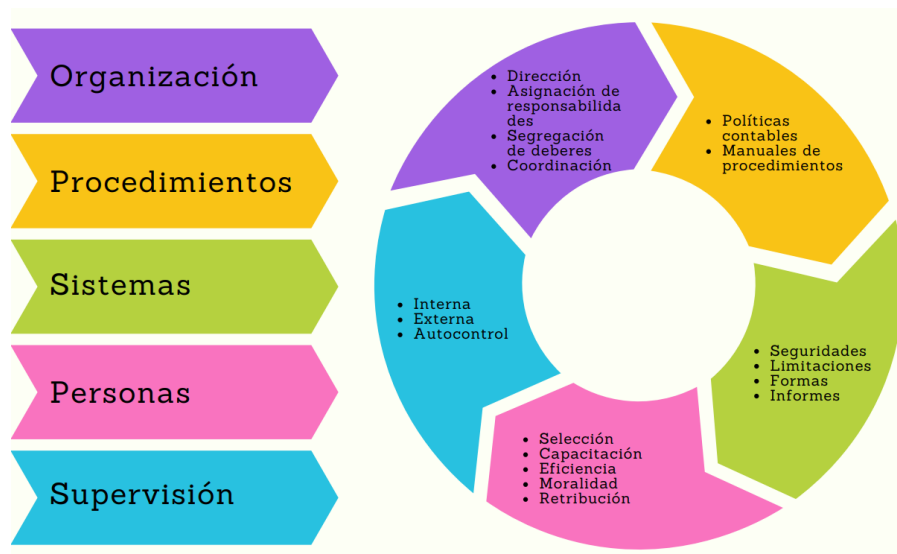 Organización
Procedimientos
Sistemas
Personas
Supervisión
• Dirección
• Asignación de
responsabilida
des
• Segregación
de deberes
• Coordinación
• Políticas
contables
• Manuales de
procedimientos
• Seguridades
• Limitaciones
• Formas
• Informes
• Selección
• Capacitación
• Eficiencia
• Moralidad
• Retribución
• Interna
• Externa
• Autocontrol